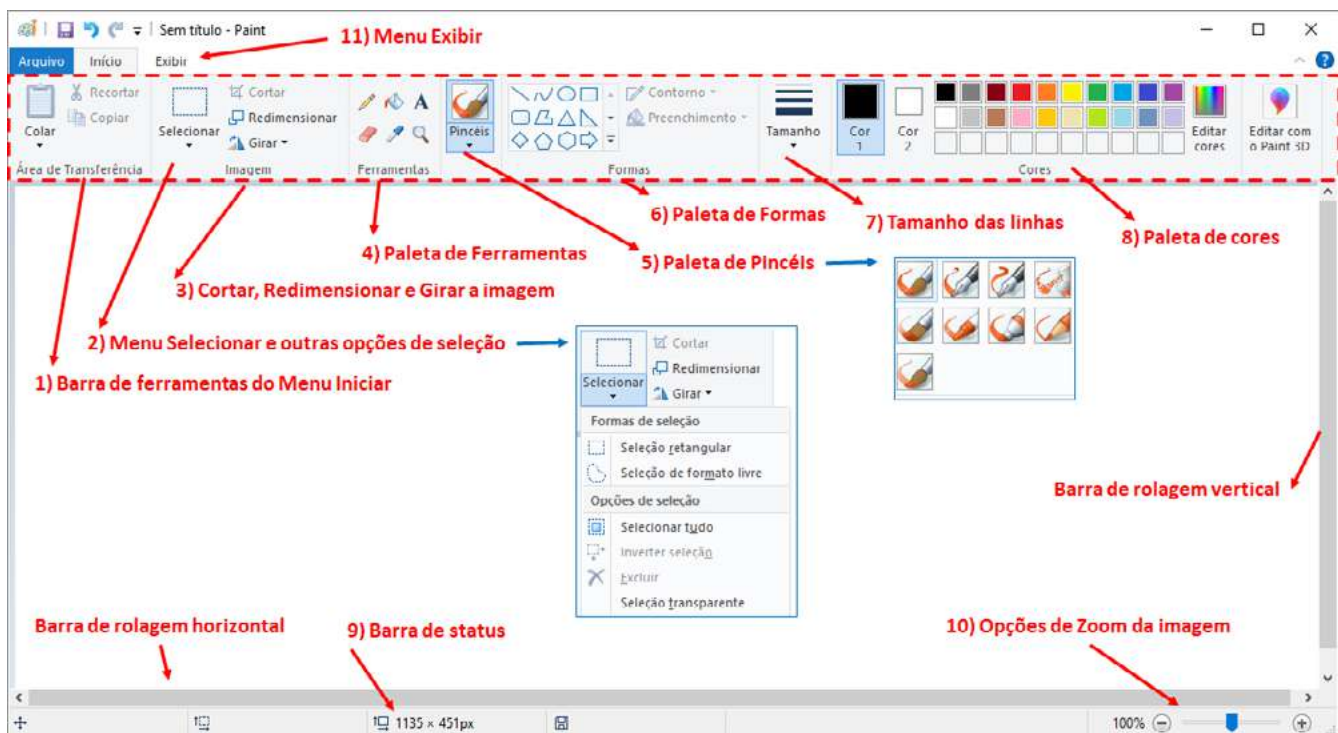 Sem título - Paint
11) Menu Exibir
Arquivo Início Exibir
Colar
Recortar
Copiar
Área de Transferência
Selecionar
Cortar
Redimensionar
Girar
Imagem
A
Ferramentas
Pincéis
Contorno
Preenchimento
Formas
Tamanho
Cor
1
Cor
2
Editar
cores
Cores
Editar com
o Paint 3D
6) Paleta de Formas
7) Tamanho das linhas
8) Paleta de cores
4) Paleta de Ferramentas
5) Paleta de Pincéis
3) Cortar, Redimensionar e Girar a imagem
2) Menu Selecionar e outras opções de seleção
1) Barra de ferramentas do Menu Iniciar
Selecionar
Cortar
Redimensionar
Girar
Formas de seleção
Seleção retangular
Seleção de formato livre
Opções de seleção
Selecionar tudo
Inverter seleção
Excluir
Seleção transparente
Barra de rolagem vertical
Barra de rolagem horizontal
9) Barra de status
10) Opções de Zoom da imagem
1135 × 451px
100%